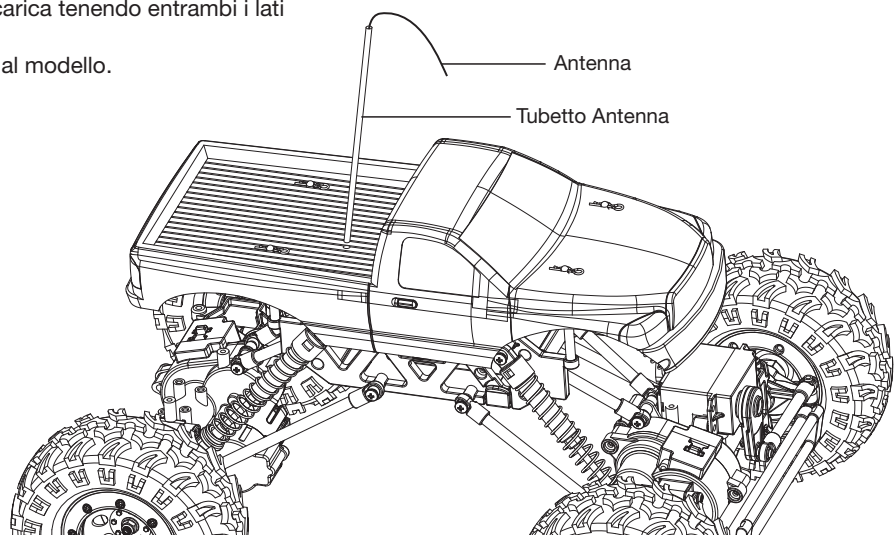 carica tenendo entrambi i lati
al modello.
Antenna
Tubetto Antenna